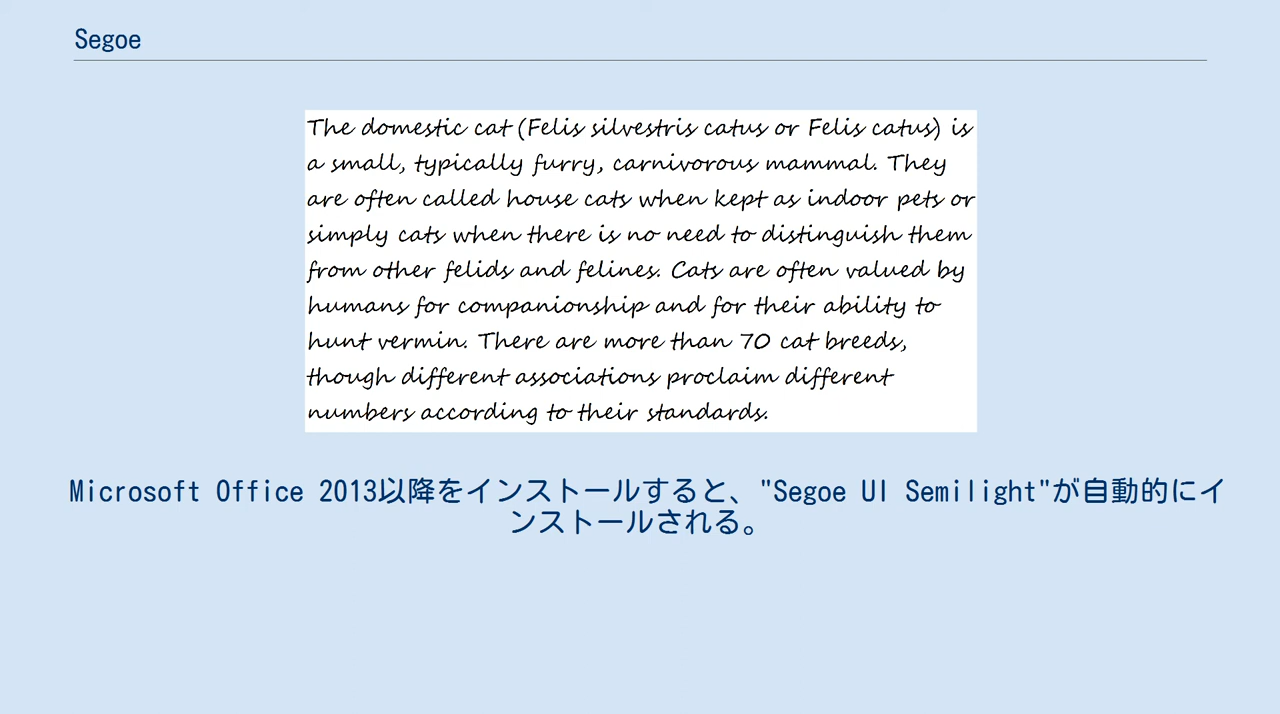 Segoe
The domestic cat (Felis silvestris catus or Felis catus) is
a small, typically furry, carnivorous mammal. They
are often called house cats when kept as indoor pets or
simply cats when there is no need to distinguish them
from other felids and felines. Cats are often valued by
humans for companionship and for their ability to
hunt vermin. There are more than 70 cat breeds,
though different associations proclaim different
numbers according to their standards.
Microsoft Office 2013以降をインストールすると、"Segoe UI Semilight"が自動的にイ
ンストールされる。